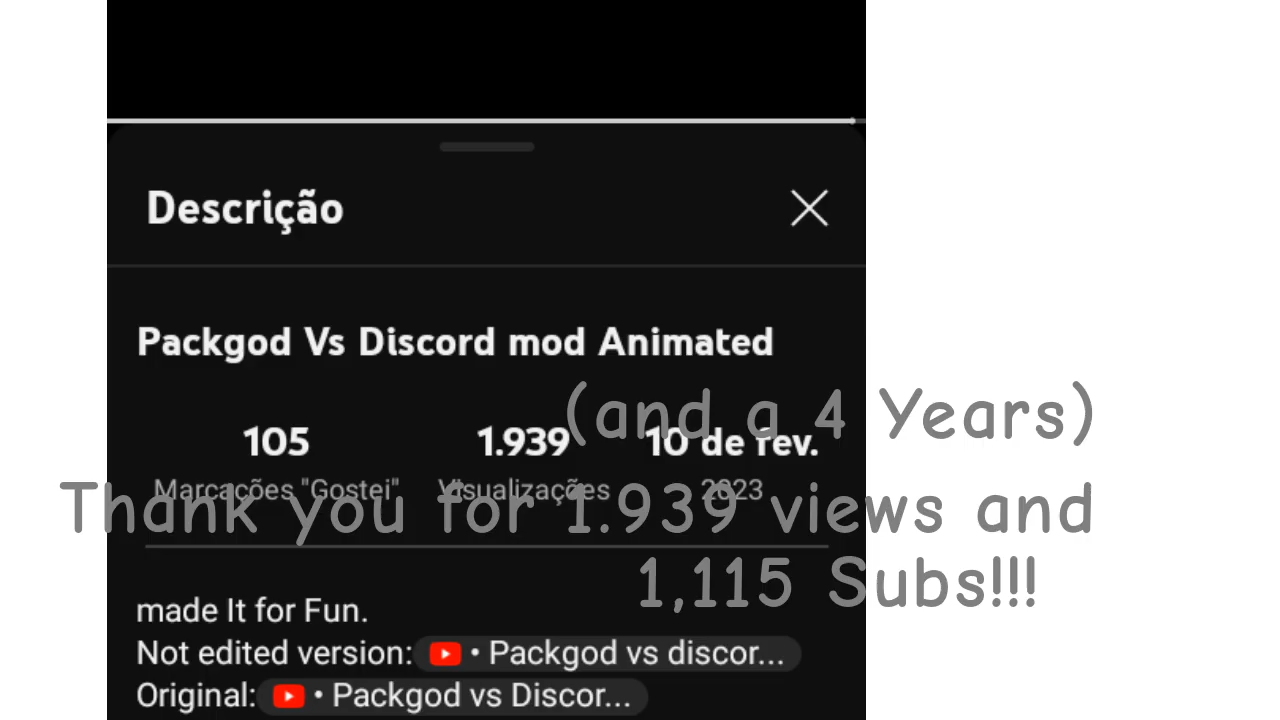 Descrição
Packgod Vs Discord mod Animated
(and a 4 Years)
105 1.939 10 de fev.
Marcações "Gostei" Visualizações 2023
Thank you for 1.939 views and
1,115 Subs!!!
made It for Fun.
Not edited version: • Packgod vs discor...
Original: • Packgod vs Discor...